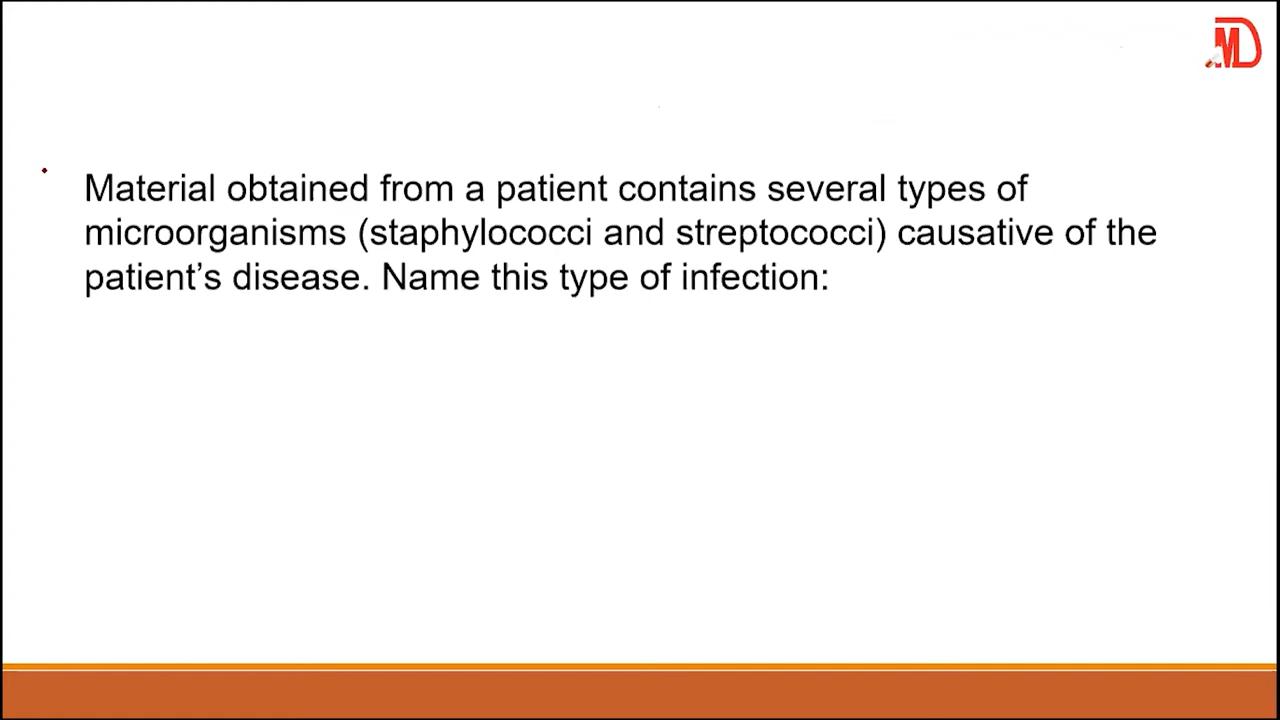 MD
Material obtained from a patient contains several types of
microorganisms (staphylococci and streptococci) causative of the
patient’s disease. Name this type of infection: